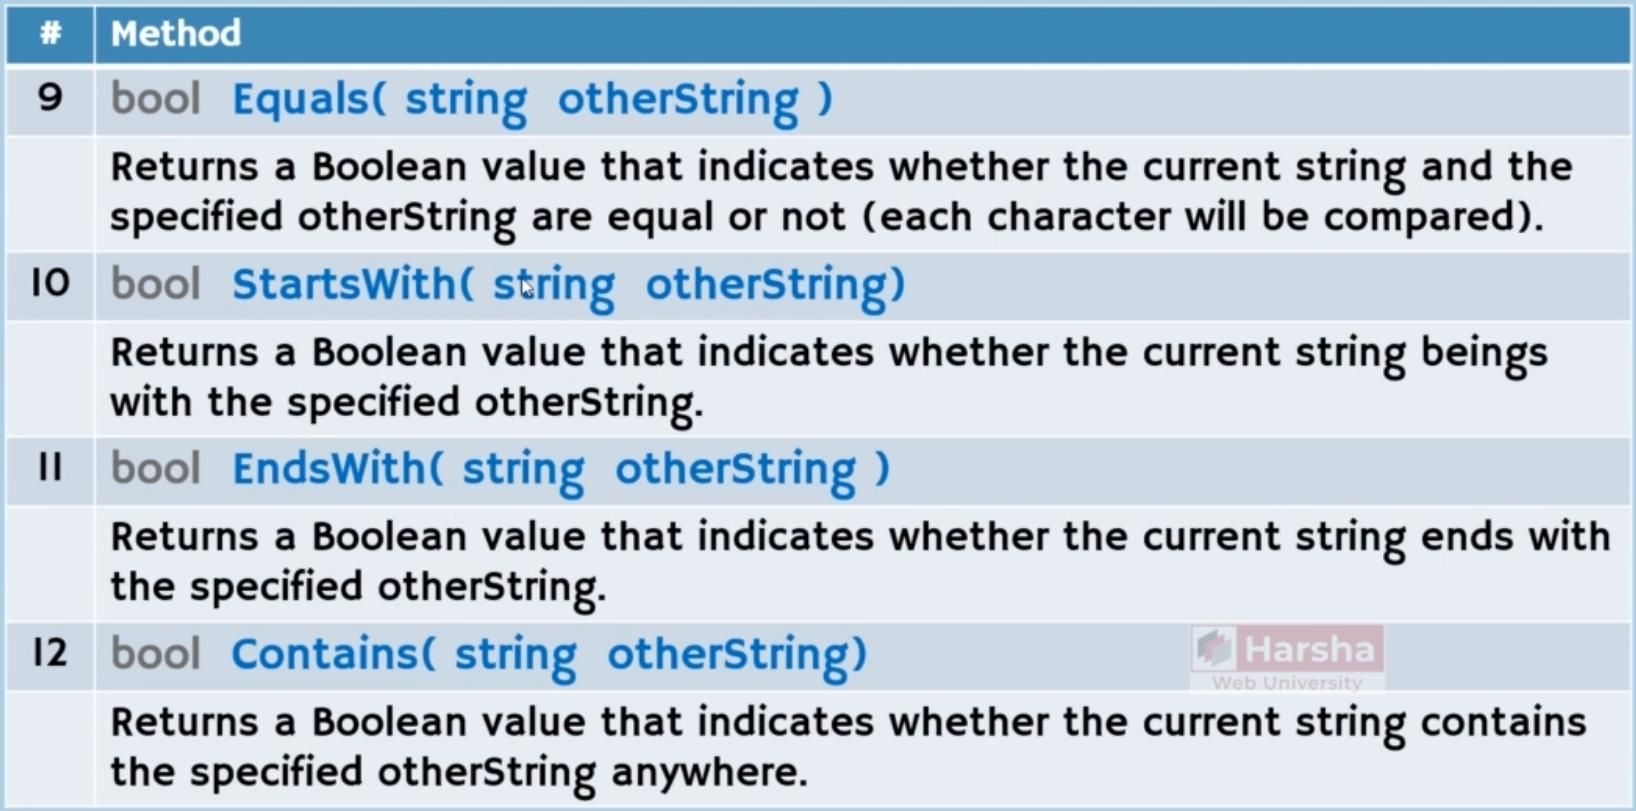 # Method
9 bool Equals( string otherString )
Returns a Boolean value that indicates whether the current string and the
specified otherString are equal or not (each character will be compared).
10 bool StartsWith( string otherString)
Returns a Boolean value that indicates whether the current string beings
with the specified otherString.
11 bool EndsWith( string otherString )
Returns a Boolean value that indicates whether the current string ends with
the specified otherString.
12 bool Contains( string otherString)
Harsha
Web University
Returns a Boolean value that indicates whether the current string contains
the specified otherString anywhere.